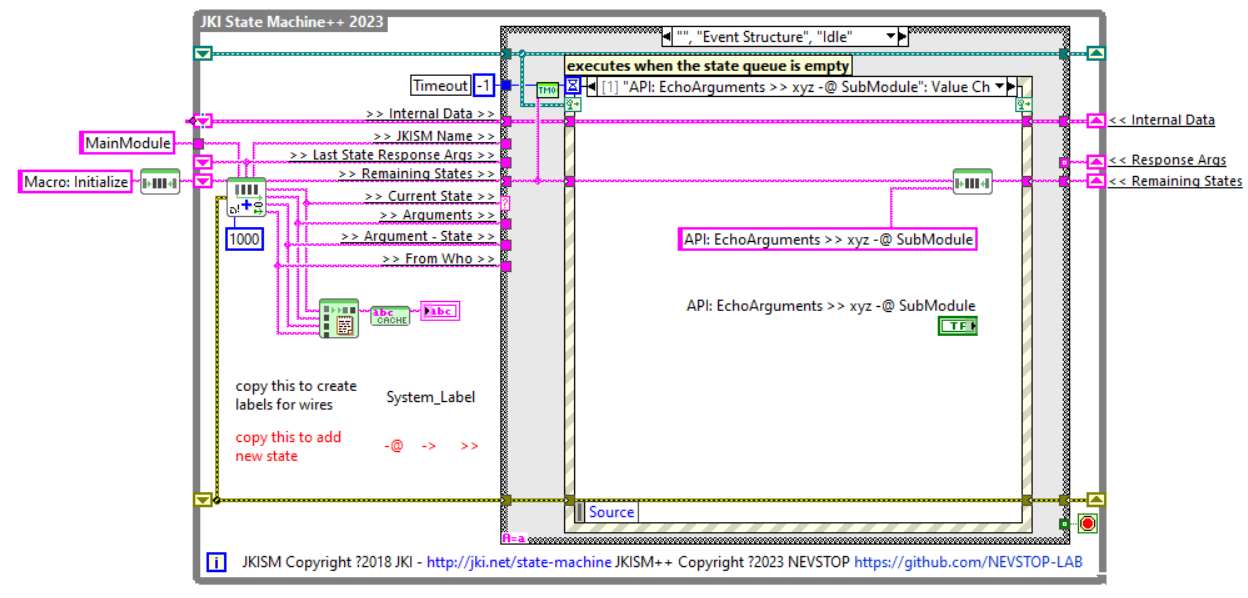 JKI State Machine++ 2023
"", "Event Structure", "Idle"
executes when the state queue is empty
Timeout -1
TMO
[1] "API: EchoArguments >> xyz -@ SubModule": Value Ch
>> Internal Data >>
<< Internal Data
>> JKISM Name >>
MainModule
>> Last State Response Args >>
<< Response Args
>> Remaining States >>
<< Remaining States
Macro: Initialize
>> Current State >>
?
>> Arguments >>
1000
>> Argument - State >>
API: EchoArguments >> xyz -@ SubModule
>> From Who >>
API: EchoArguments >> xyz -@ SubModule
abc
CACHE
abc
TF
copy this to create
labels for wires
System_Label
copy this to add
new state
-@ -> >>
Source
A=a
i
JKISM Copyright ?2018 JKI - http://jki.net/state-machine JKISM++ Copyright ?2023 NEVSTOP https://github.com/NEVSTOP-LAB